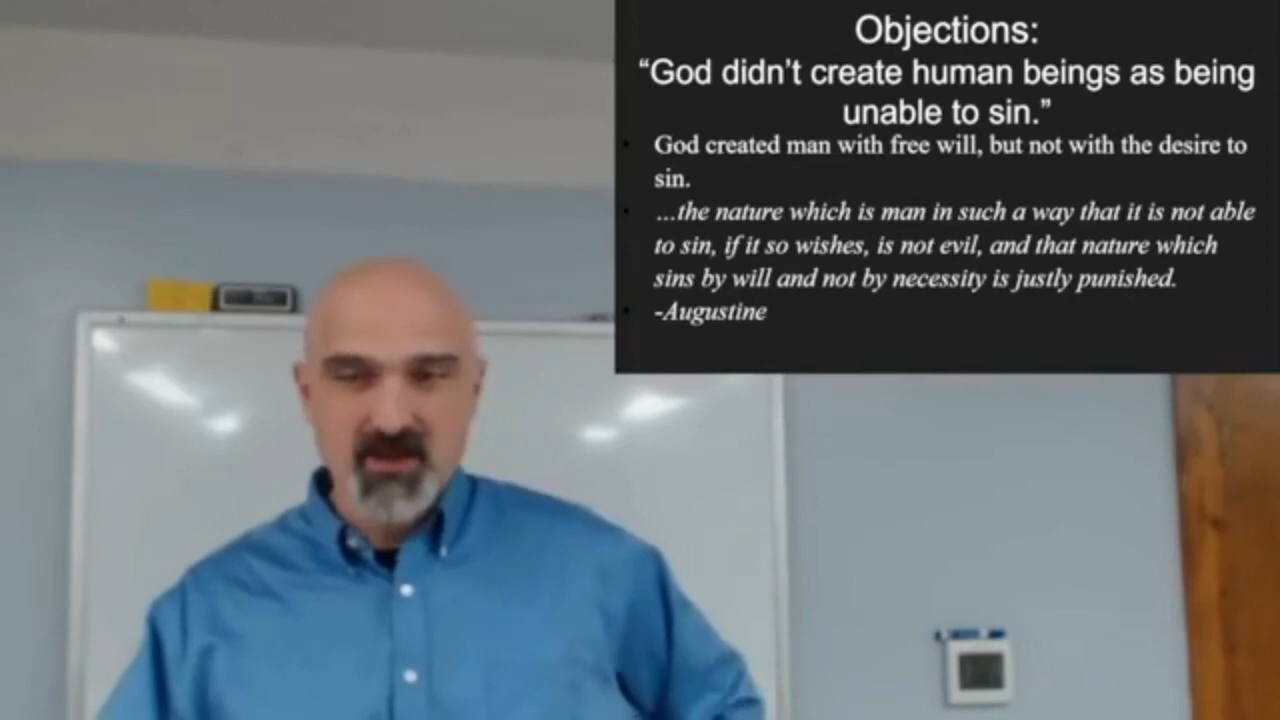 Objections:
“God didn’t create human beings as being
unable to sin.”
God created man with free will, but not with the desire to
sin.
...the nature which is man in such a way that it is not able
to sin, if it so wishes, is not evil, and that nature which
sins by will and not by necessity is justly punished.
-Augustine